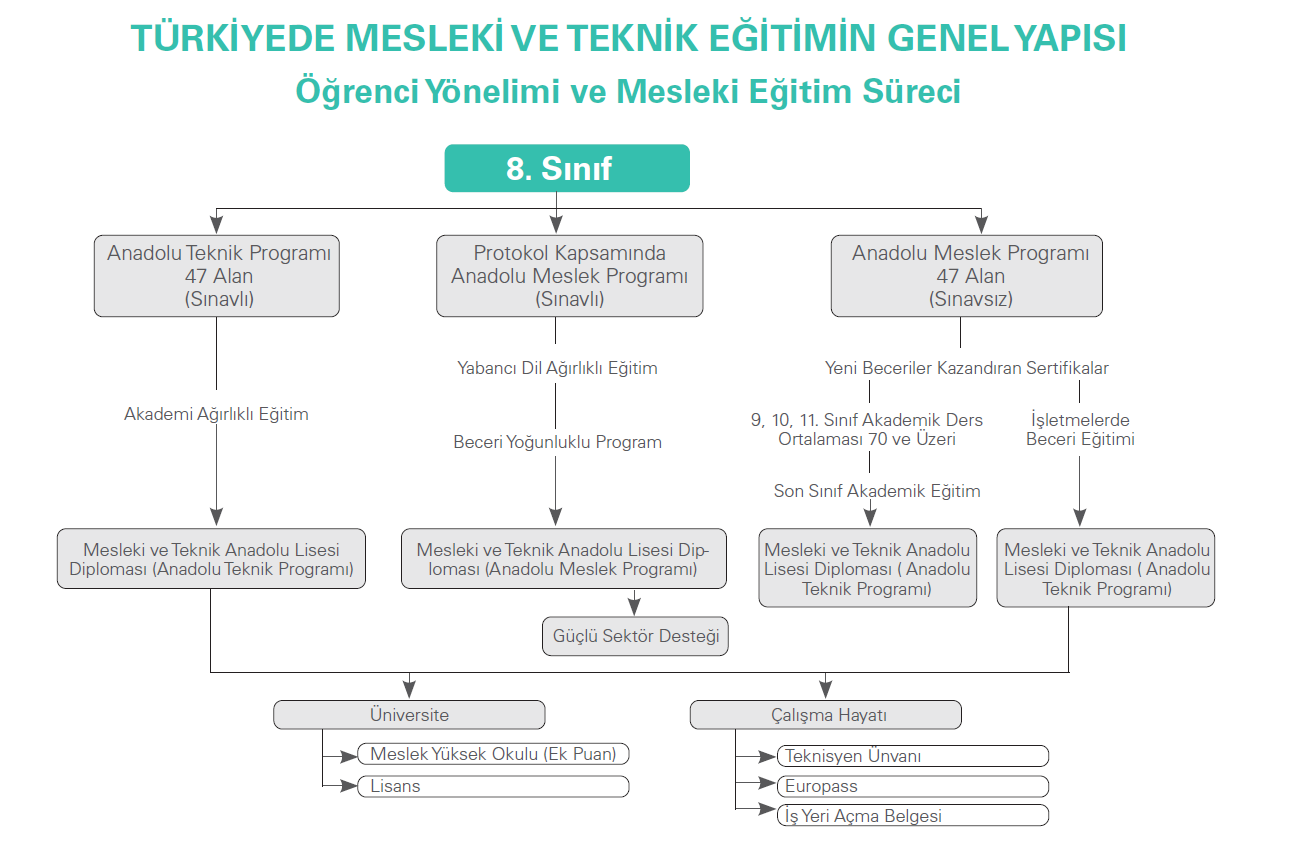 TÜRKİYEDE MESLEKİ VE TEKNİK EĞİTİMİN GENEL YAPISI
Öğrenci Yönelimi ve Mesleki Eğitim Süreci
8. Sınıf
Anadolu Teknik Programı
47 Alan
(Sınavlı)
Protokol Kapsamında
Anadolu Meslek Programı
(Sınavlı)
Anadolu Meslek Programı
47 Alan
(Sınavsız)
Akademi Ağırlıklı Eğitim
Yabancı Dil Ağırlıklı Eğitim
Beceri Yoğunluklu Program
Yeni Beceriler Kazandıran Sertifikalar
9, 10, 11. Sınıf Akademik Ders
Ortalaması 70 ve Üzeri
Son Sınıf Akademik Eğitim
İşletmelerde
Beceri Eğitimi
Mesleki ve Teknik Anadolu Lisesi
Diploması (Anadolu Teknik Programı)
Mesleki ve Teknik Anadolu Lisesi Dip-
loması (Anadolu Meslek Programı)
Mesleki ve Teknik Anadolu
Lisesi Diploması ( Anadolu
Teknik Programı)
Mesleki ve Teknik Anadolu
Lisesi Diploması ( Anadolu
Teknik Programı)
Güçlü Sektör Desteği
Üniversite
Meslek Yüksek Okulu (Ek Puan)
Lisans
Çalışma Hayatı
Teknisyen Ünvanı
Europass
İş Yeri Açma Belgesi